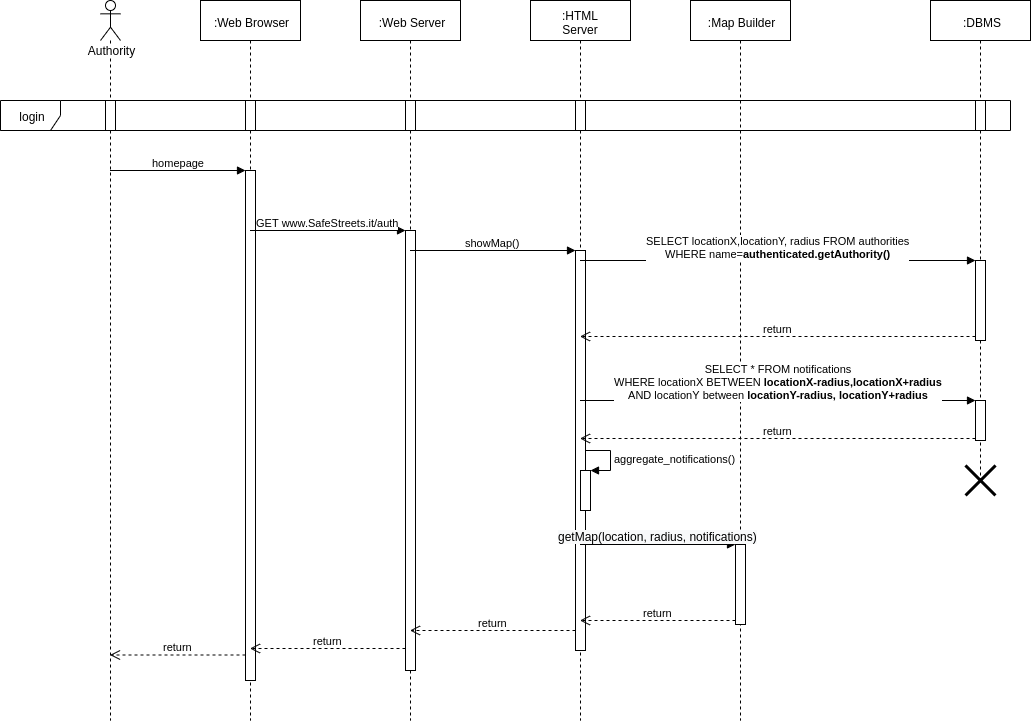 :Web Browser
:Web Server
:HTML
Server
:Map Builder
:DBMS
Authority
login
homepage
GET www.SafeStreets.it/auth
showMap()
SELECT locationX,locationY, radius FROM authorities
WHERE name=authenticated.getAuthority()
return
SELECT * FROM notifications
WHERE locationX BETWEEN locationX-radius,locationX+radius
AND locationY between locationY-radius, locationY+radius
return
aggregate_notifications()
getMap(location, radius, notifications)
return
return
return
return